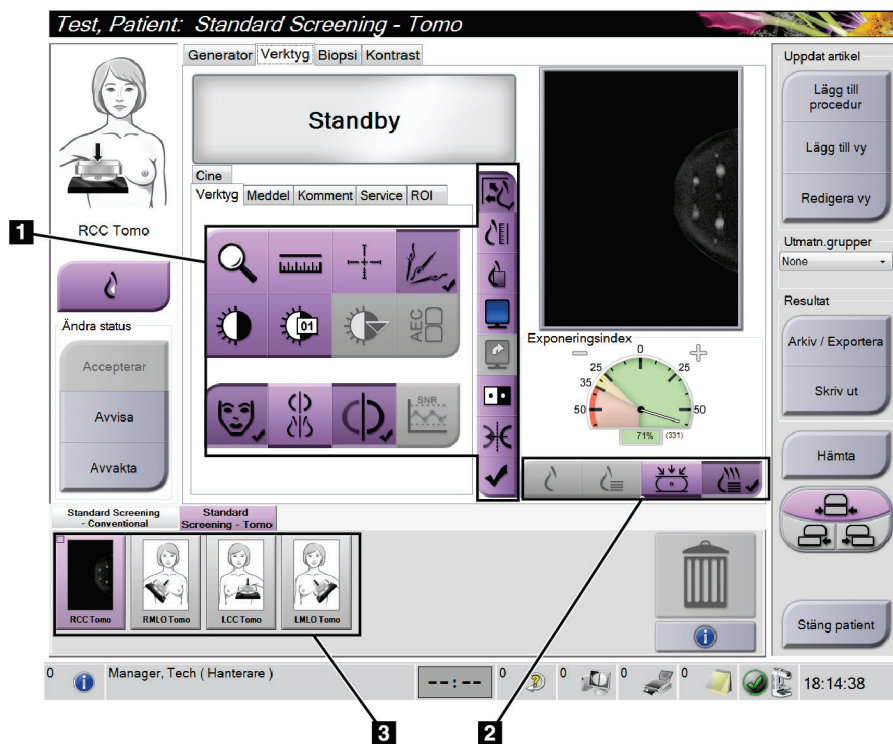 Test, Patient: Standard Screening - Tomo
Generator Verktyg Biopsi Kontrast
Standby
Cine
Verktyg Meddel Komment Service ROI
RCC Tomo
1
Ändra status
Accepterar
Avvisa
Avvakta
01
AEC
SNR
Exponeringsindex
0
25 25
35
50 50
71% (331)
Uppdat artikel
Lägg till
procedur
Lägg till vy
Redigera vy
Utmatn.grupper
None
Resultat
Arkiv / Exportera
Skriv ut
Hämta
Stäng patient
Standard Screening
- Conventional
Standard
Screening - Tomo
RCC Tomo RMLO Tomo LCC Tomo LMLO Tomo
0 Manager, Tech ( Hanterare ) --:-- 0 0 0 0 18:14:38
3 2